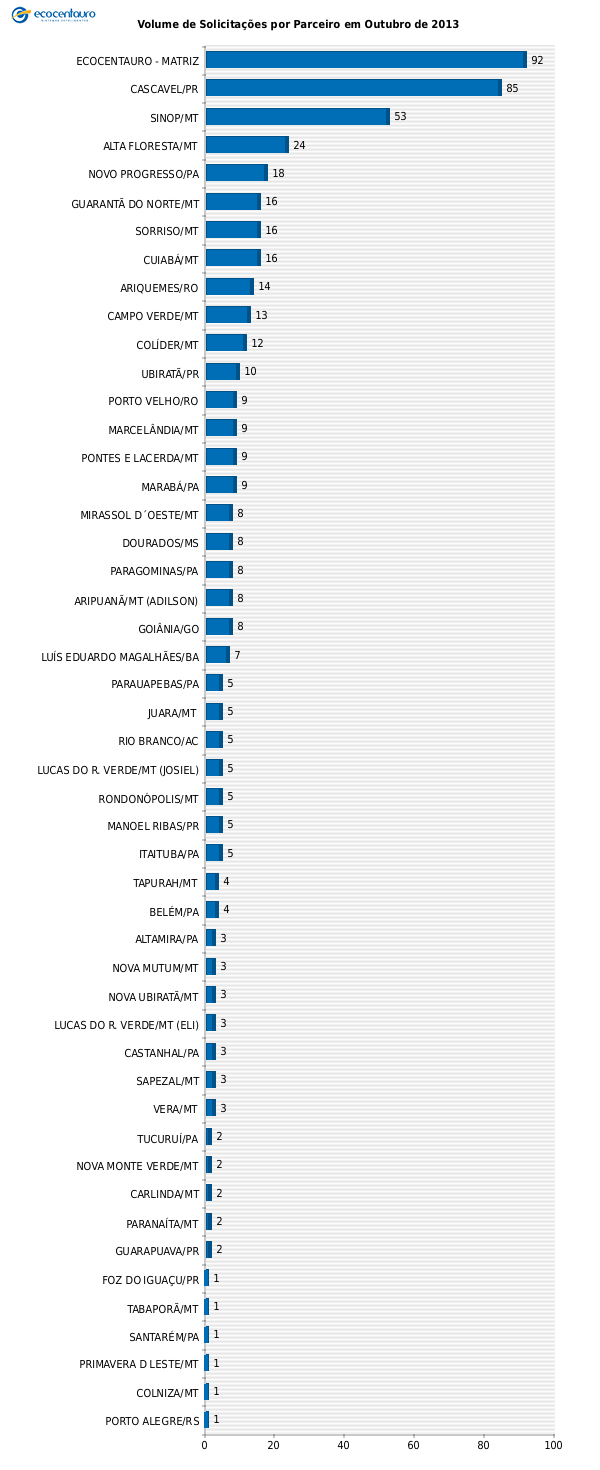 ecocentauro
Volume de Solicitações por Parceiro em Outubro de 2013
ECOCENTAURO - MATRIZ 92
CASCAVEL/PR 85
SINOP/MT 53
ALTA FLORESTA/MT 24
NOVO PROGRESSO/PA 18
GUARANTÃ DO NORTE/MT 16
SORRISO/MT 16
CUIABÁ/MT 16
ARIQUEMES/RO 14
CAMPO VERDE/MT 13
COLÍDER/MT 12
UBIRATÃ/PR 10
PORTO VELHO/RO 9
MARCELÂNDIA/MT 9
PONTES E LACERDA/MT 9
MARABÁ/PA 9
MIRASSOL D´OESTE/MT 8
DOURADOS/MS 8
PARAGOMINAS/PA 8
ARIPUANÃ/MT (ADILSON) 8
GOIÂNIA/GO 8
LUÍS EDUARDO MAGALHÃES/BA 7
PARAUAPEBAS/PA 5
JUARA/MT 5
RIO BRANCO/AC 5
LUCAS DO R. VERDE/MT (JOSIEL) 5
RONDONÓPOLIS/MT 5
MANOEL RIBAS/PR 5
ITAITUBA/PA 5
TAPURAH/MT 4
BELÉM/PA 4
ALTAMIRA/PA 3
NOVA MUTUM/MT 3
NOVA UBIRATÃ/MT 3
LUCAS DO R. VERDE/MT (ELI) 3
CASTANHAL/PA 3
SAPEZAL/MT 3
VERA/MT 3
TUCURUÍ/PA 2
NOVA MONTE VERDE/MT 2
CARLINDA/MT 2
PARANAÍTA/MT 2
GUARAPUAVA/PR 2
FOZ DO IGUAÇU/PR 1
TABAPORÃ/MT 1
SANTARÉM/PA 1
PRIMAVERA D LESTE/MT 1
COLNIZA/MT 1
PORTO ALEGRE/RS 1
0 20 40 60 80 100